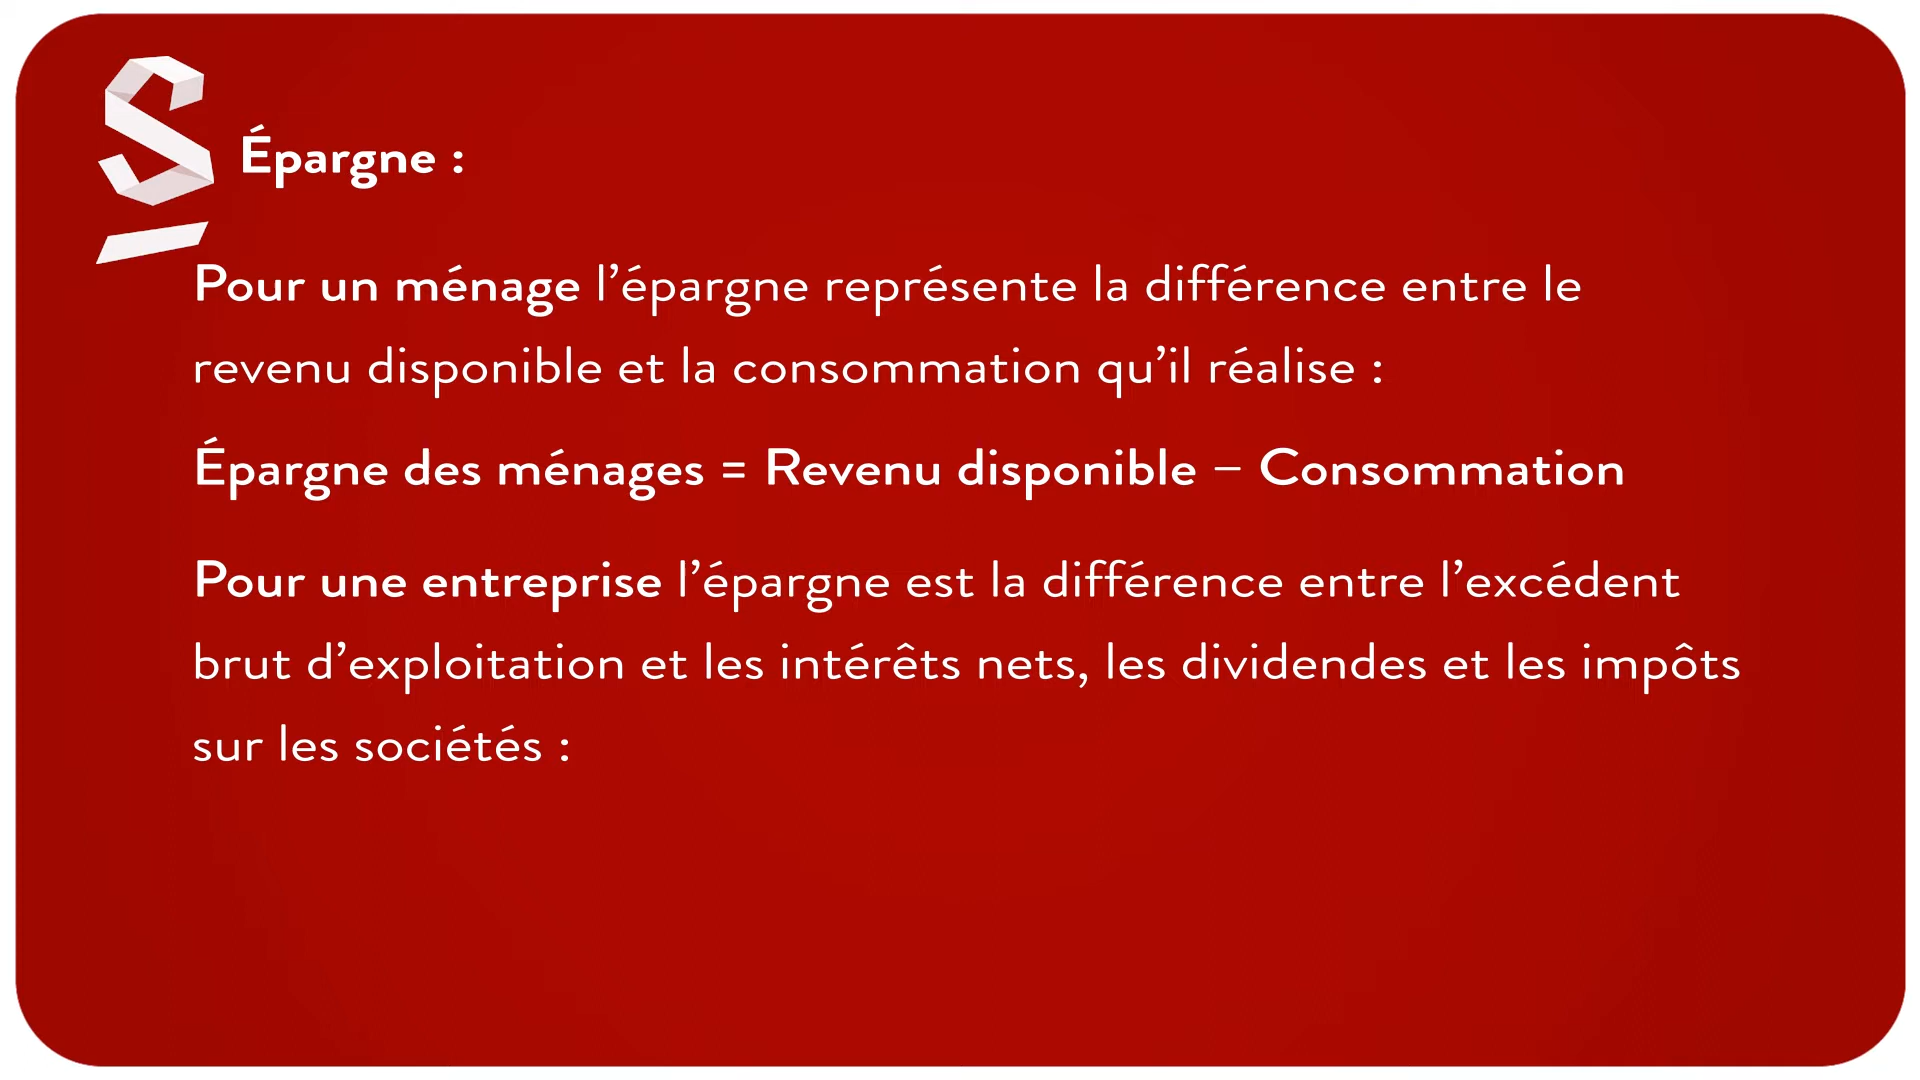 Épargne :
Pour un ménage l’épargne représente la différence entre le
revenu disponible et la consommation qu’il réalise :
Épargne des ménages = Revenu disponible – Consommation
Pour une entreprise l’épargne est la différence entre l’excédent
brut d’exploitation et les intérêts nets, les dividendes et les impôts
sur les sociétés :